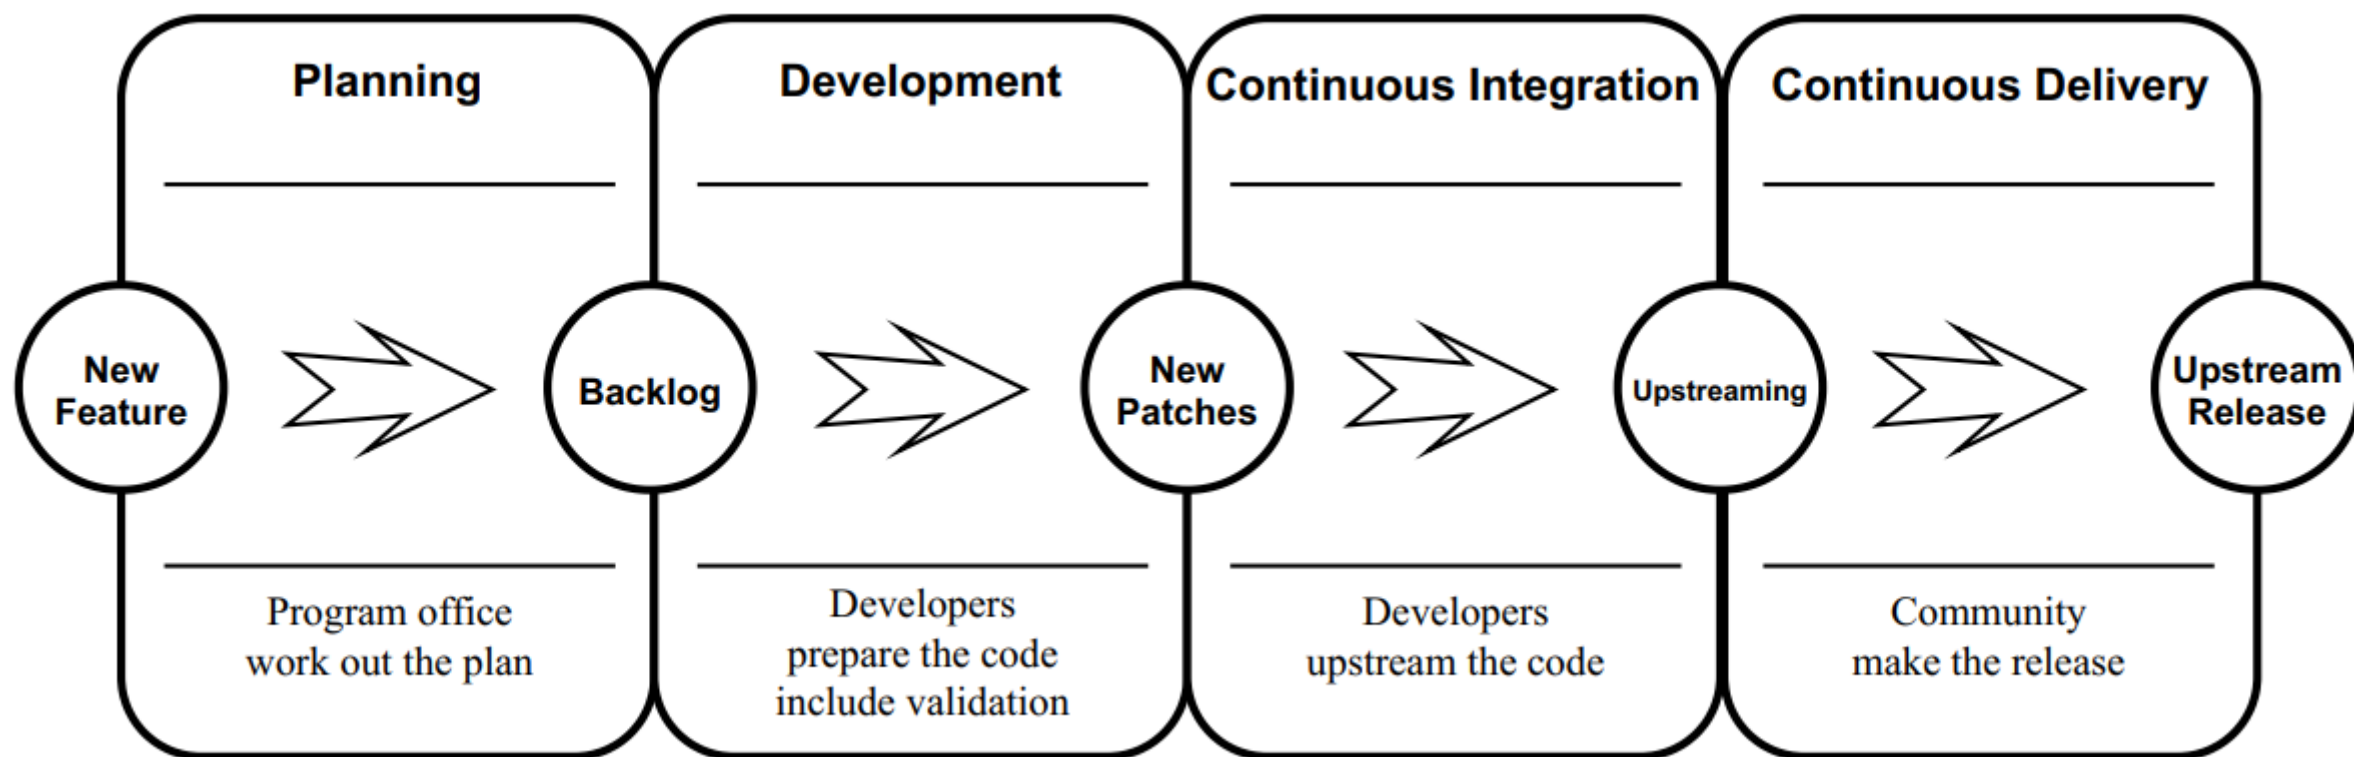 Planning
Development
Continuous Integration
Continuous Delivery
New
Feature
Backlog
New
Patches
Upstreaming
Upstream
Release
Program office
work out the plan
Developers
prepare the code
include validation
Developers
upstream the code
Community
make the release